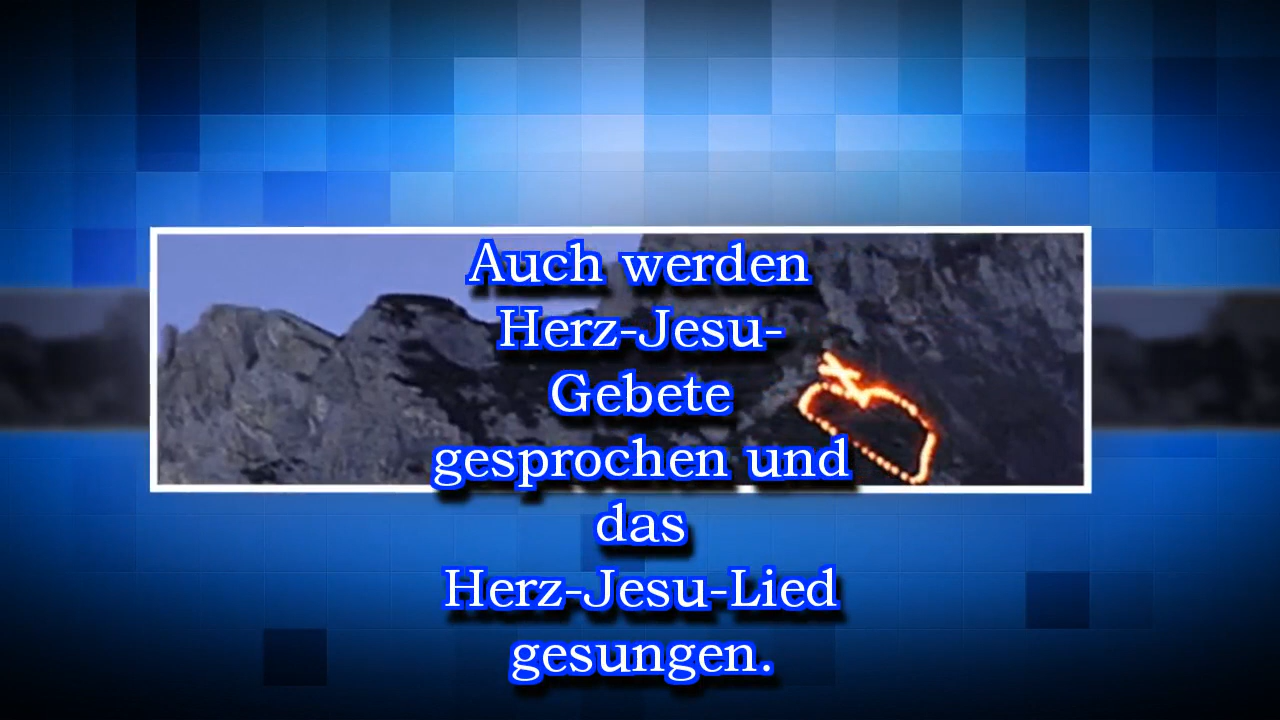 Auch werden
Herz-Jesu-
Gebete
gesprochen und
das
Herz-Jesu-Lied
gesungen.